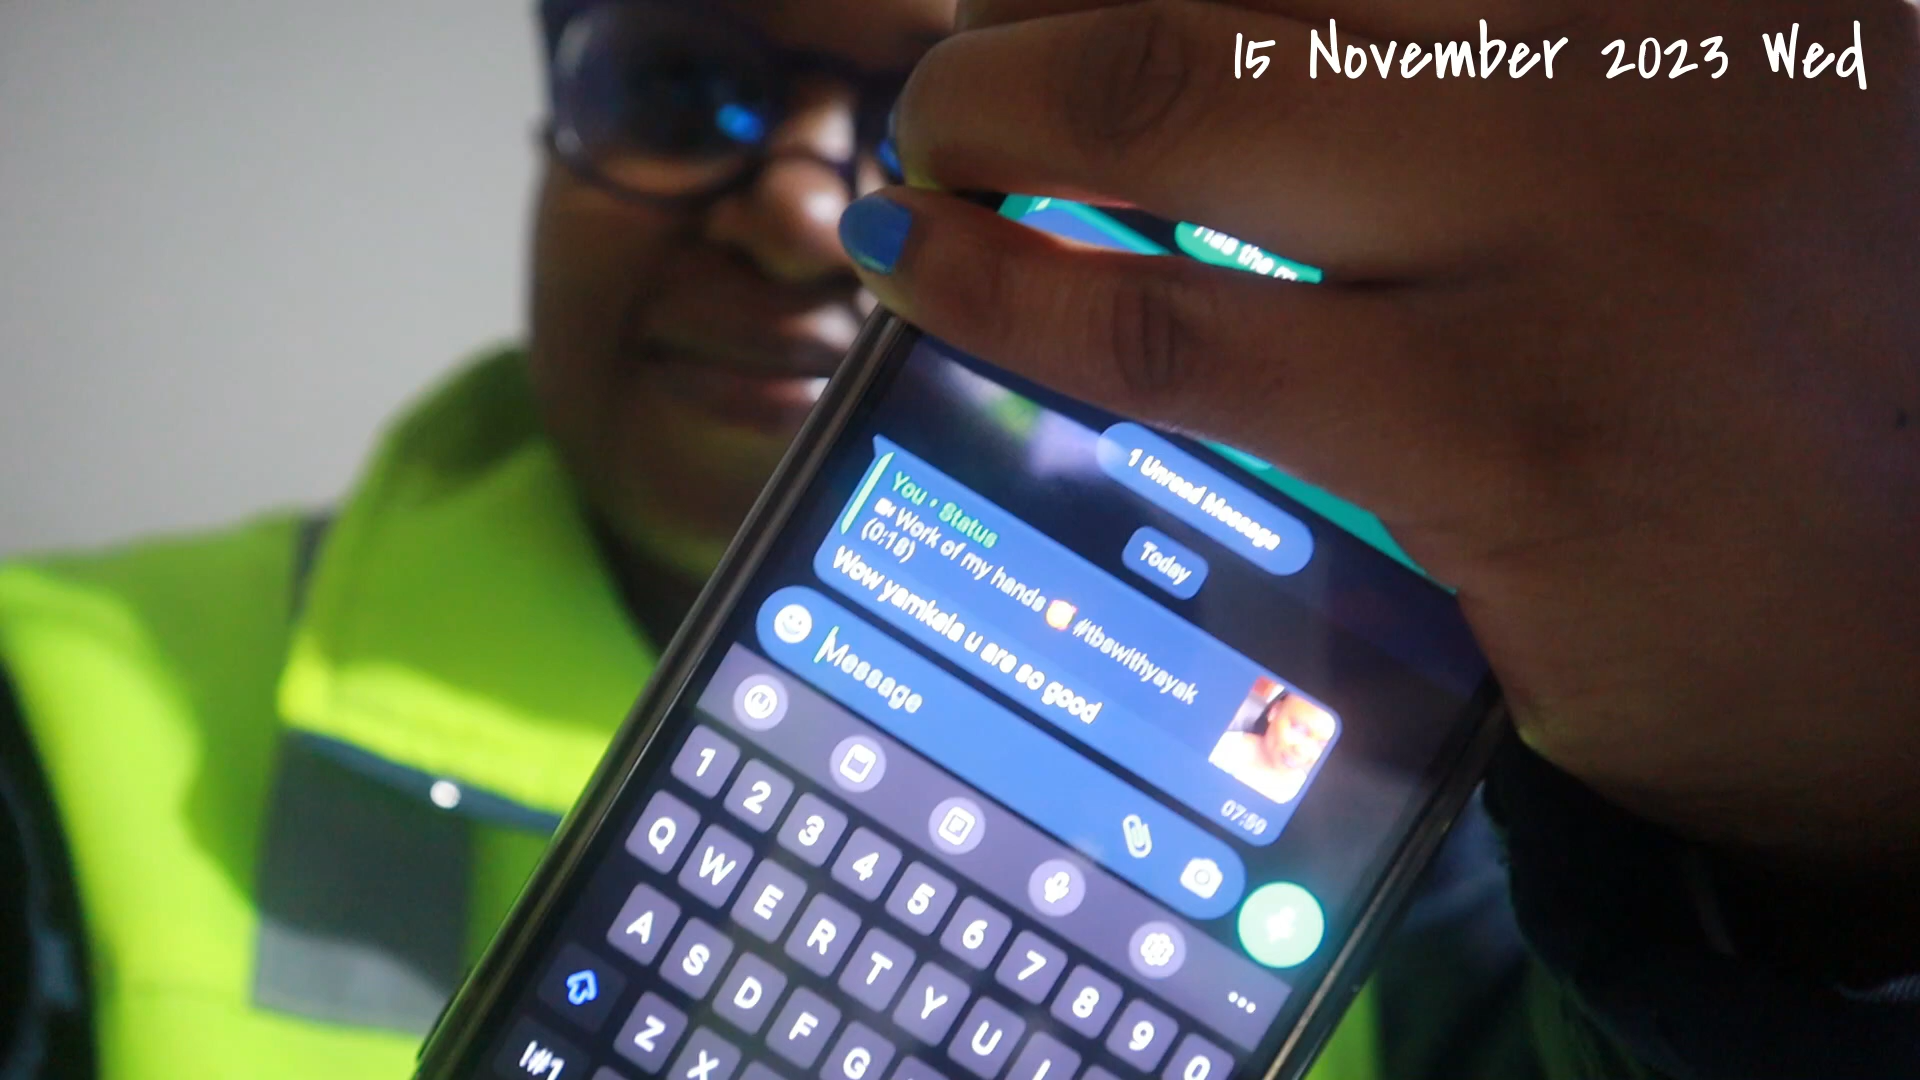 15 November 2023 Wed
1 Unread Message
Today
You • Status
Work of my hands #tbswithyayak
(0:18)
Wow yamkela u are so good
07:59
Message
1 2 3 4 5 6 7 8 9 0
Q W E R T Y U I
A S D F G
Z X
!#1